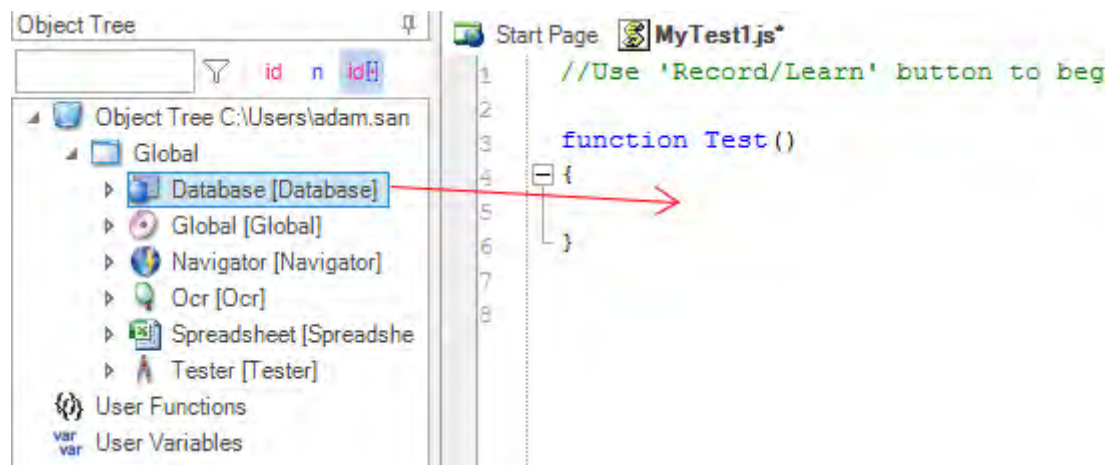 Object Tree
id n id[-]
Object Tree C:\Users\adam.san
Global
Database [Database]
Global [Global]
Navigator [Navigator]
Ocr [Ocr]
Spreadsheet [Spreadshe
Tester [Tester]
User Functions
var var User Variables
Start Page MyTest1.js*
1 //Use 'Record/Learn' button to beg
2
3 function Test()
4 {
5
6 }
7
8